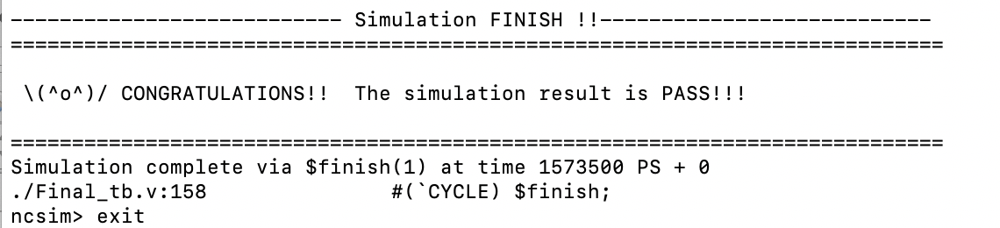 --------------------------- Simulation FINISH !!---------------------------
============================================================================
\(^o^)/ CONGRATULATIONS!!  The simulation result is PASS!!!
============================================================================
Simulation complete via $finish(1) at time 1573500 PS + 0
./Final_tb.v:158               #(`CYCLE) $finish;
ncsim> exit